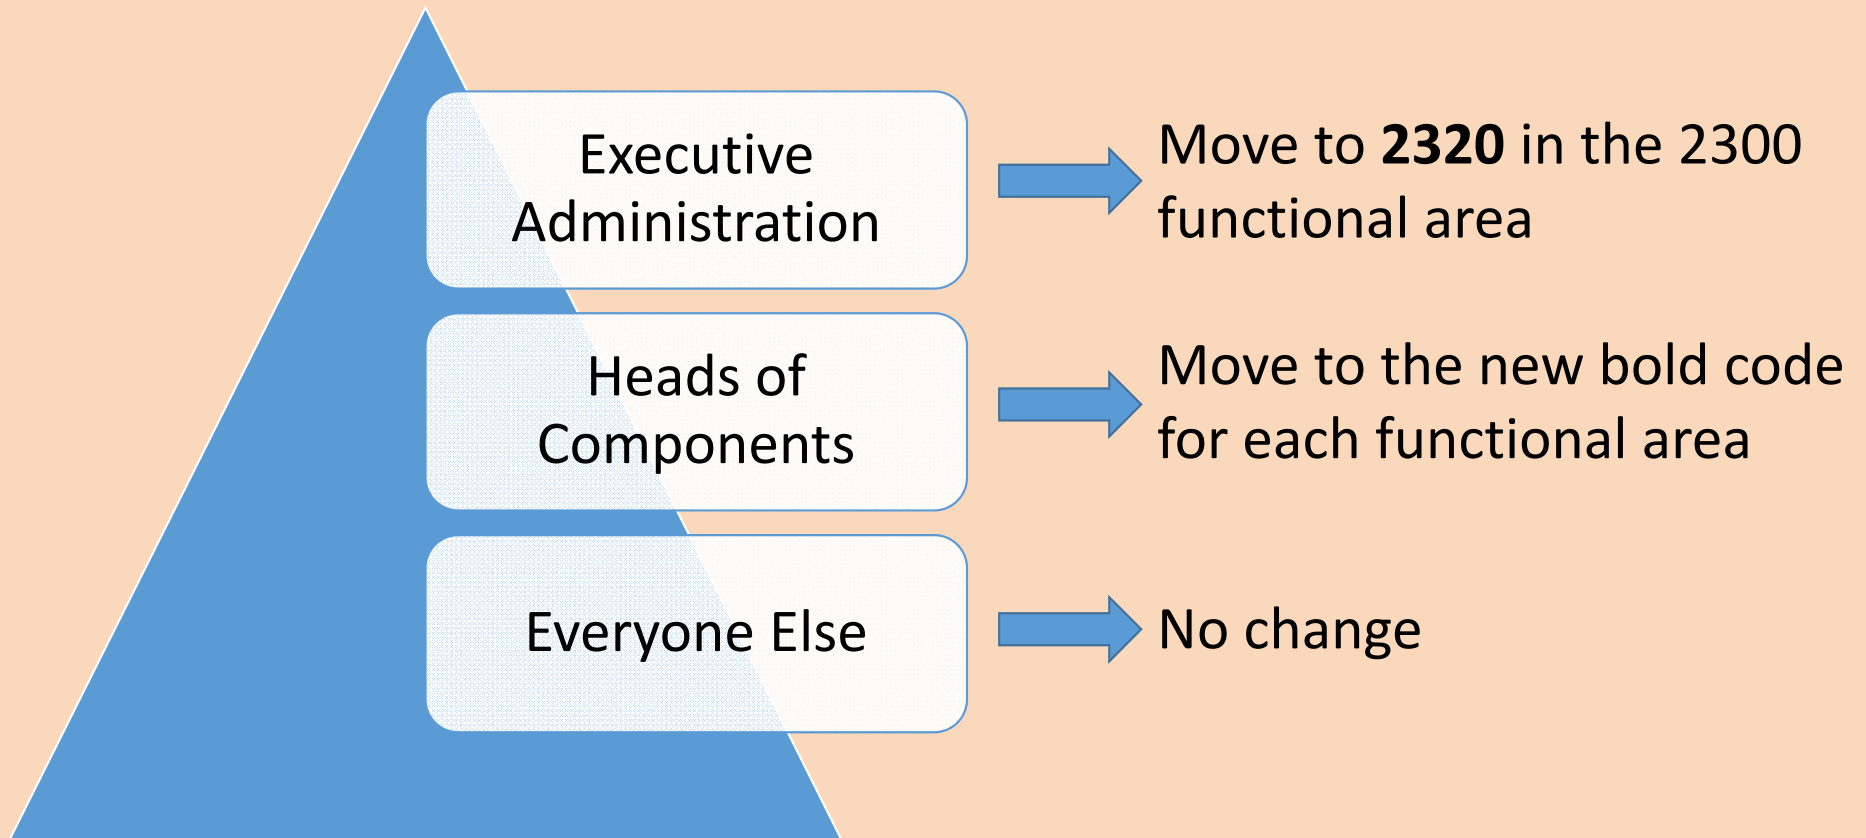 Executive
Administration
Move to 2320 in the 2300
functional area
Heads of
Components
Move to the new bold code
for each functional area
Everyone Else
No change